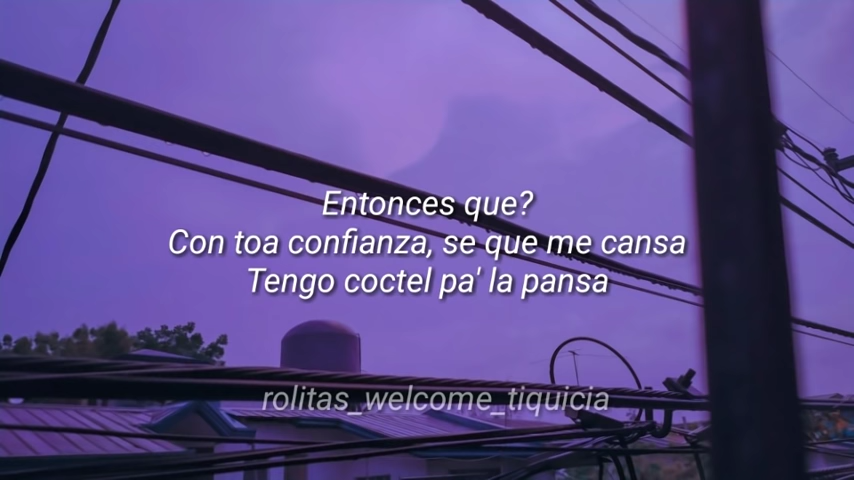 Entonces que?
Con toa confianza, se que me cansa
Tengo coctel pa' la pansa
rolitas_welcome_tiquicia